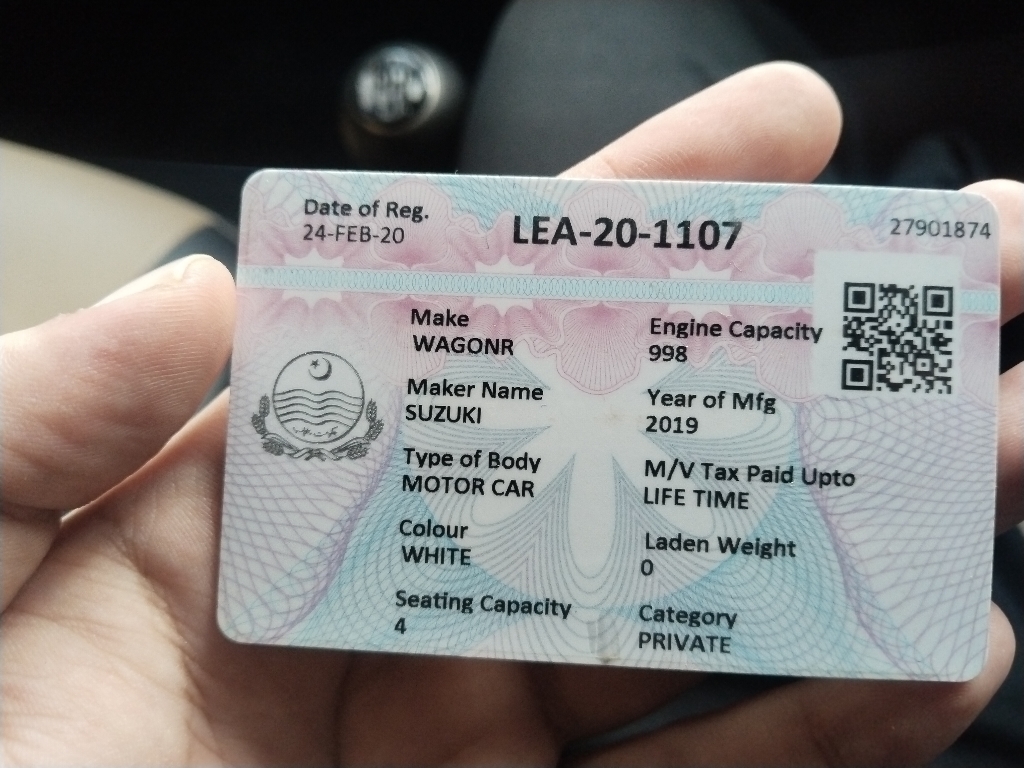 Date of Reg.
24-FEB-20
LEA-20-1107
27901874
Make
WAGONR
Engine Capacity
998
Maker Name
SUZUKI
Year of Mfg
2019
Type of Body
MOTOR CAR
M/V Tax Paid Upto
LIFE TIME
Colour
WHITE
Laden Weight
0
Seating Capacity
4
Category
PRIVATE